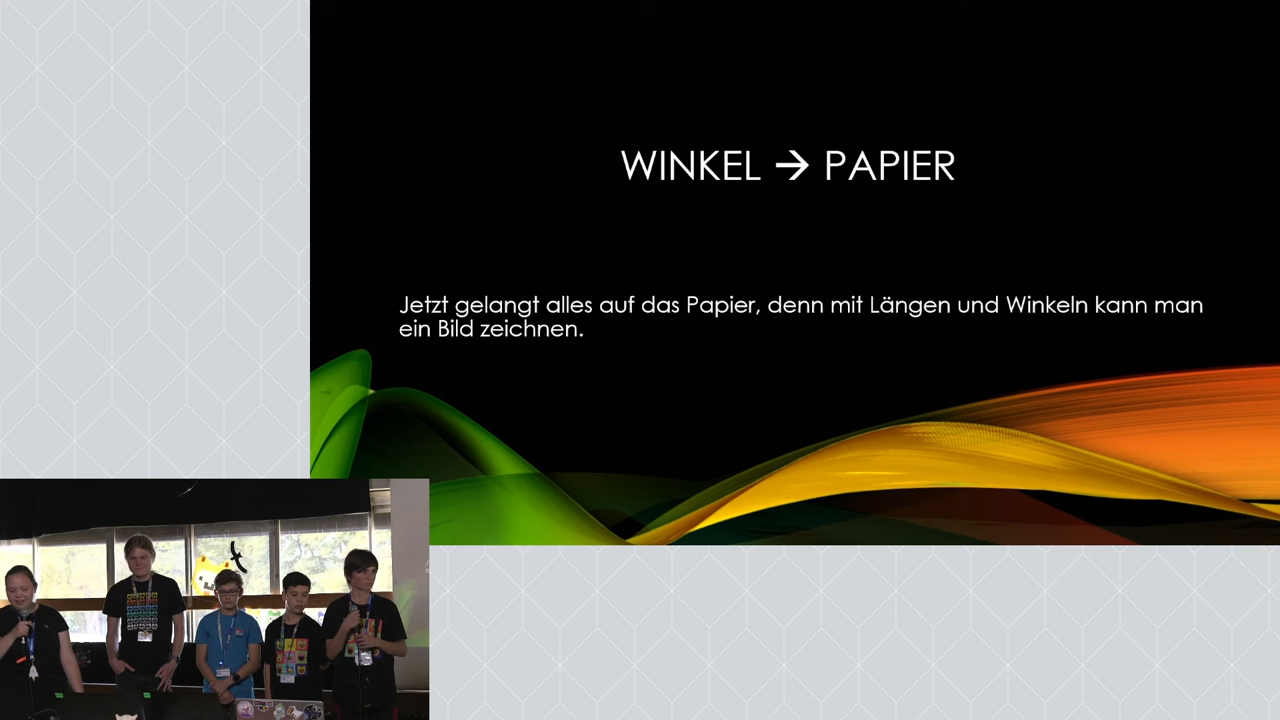 WINKEL → PAPIER
Jetzt gelangt alles auf das Papier, denn mit Längen und Winkeln kann man
ein Bild zeichnen.